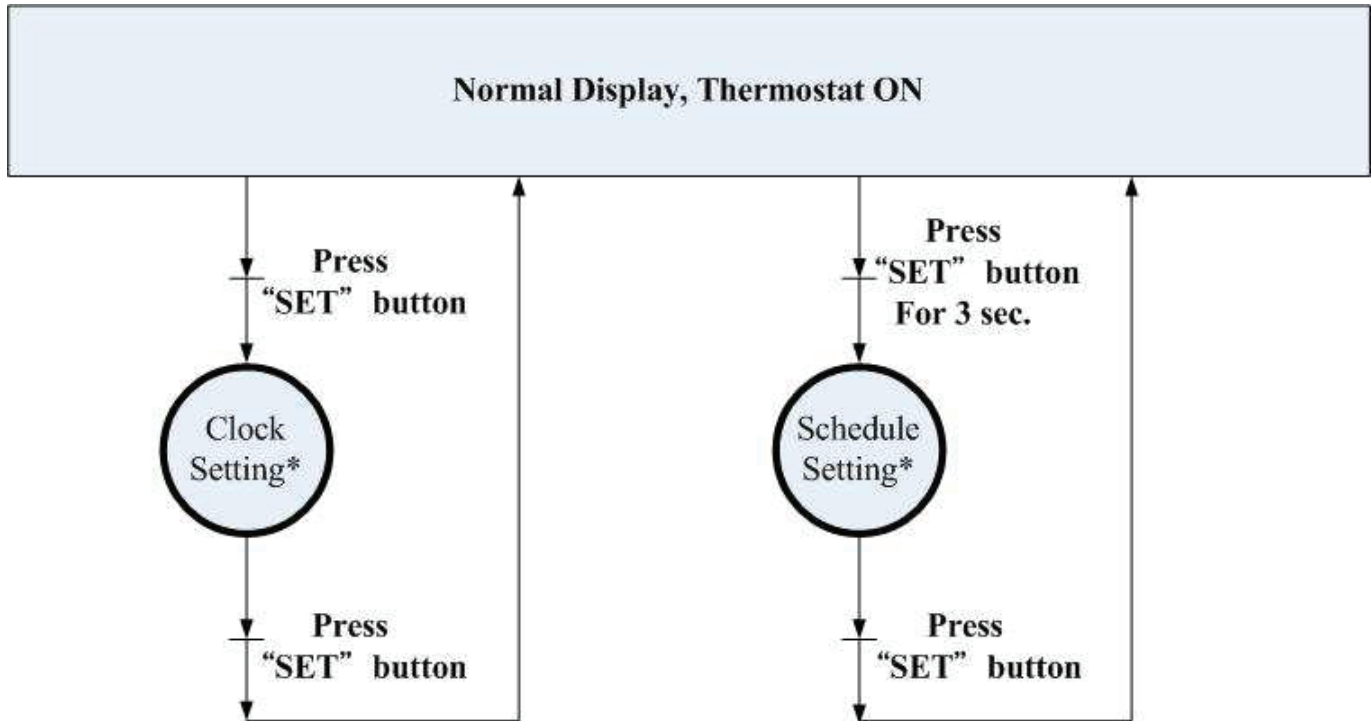 Normal Display, Thermostat ON
Press
“SET” button
Press
“SET” button
For 3 sec.
Clock
Setting*
Schedule
Setting*
Press
“SET” button
Press
“SET” button